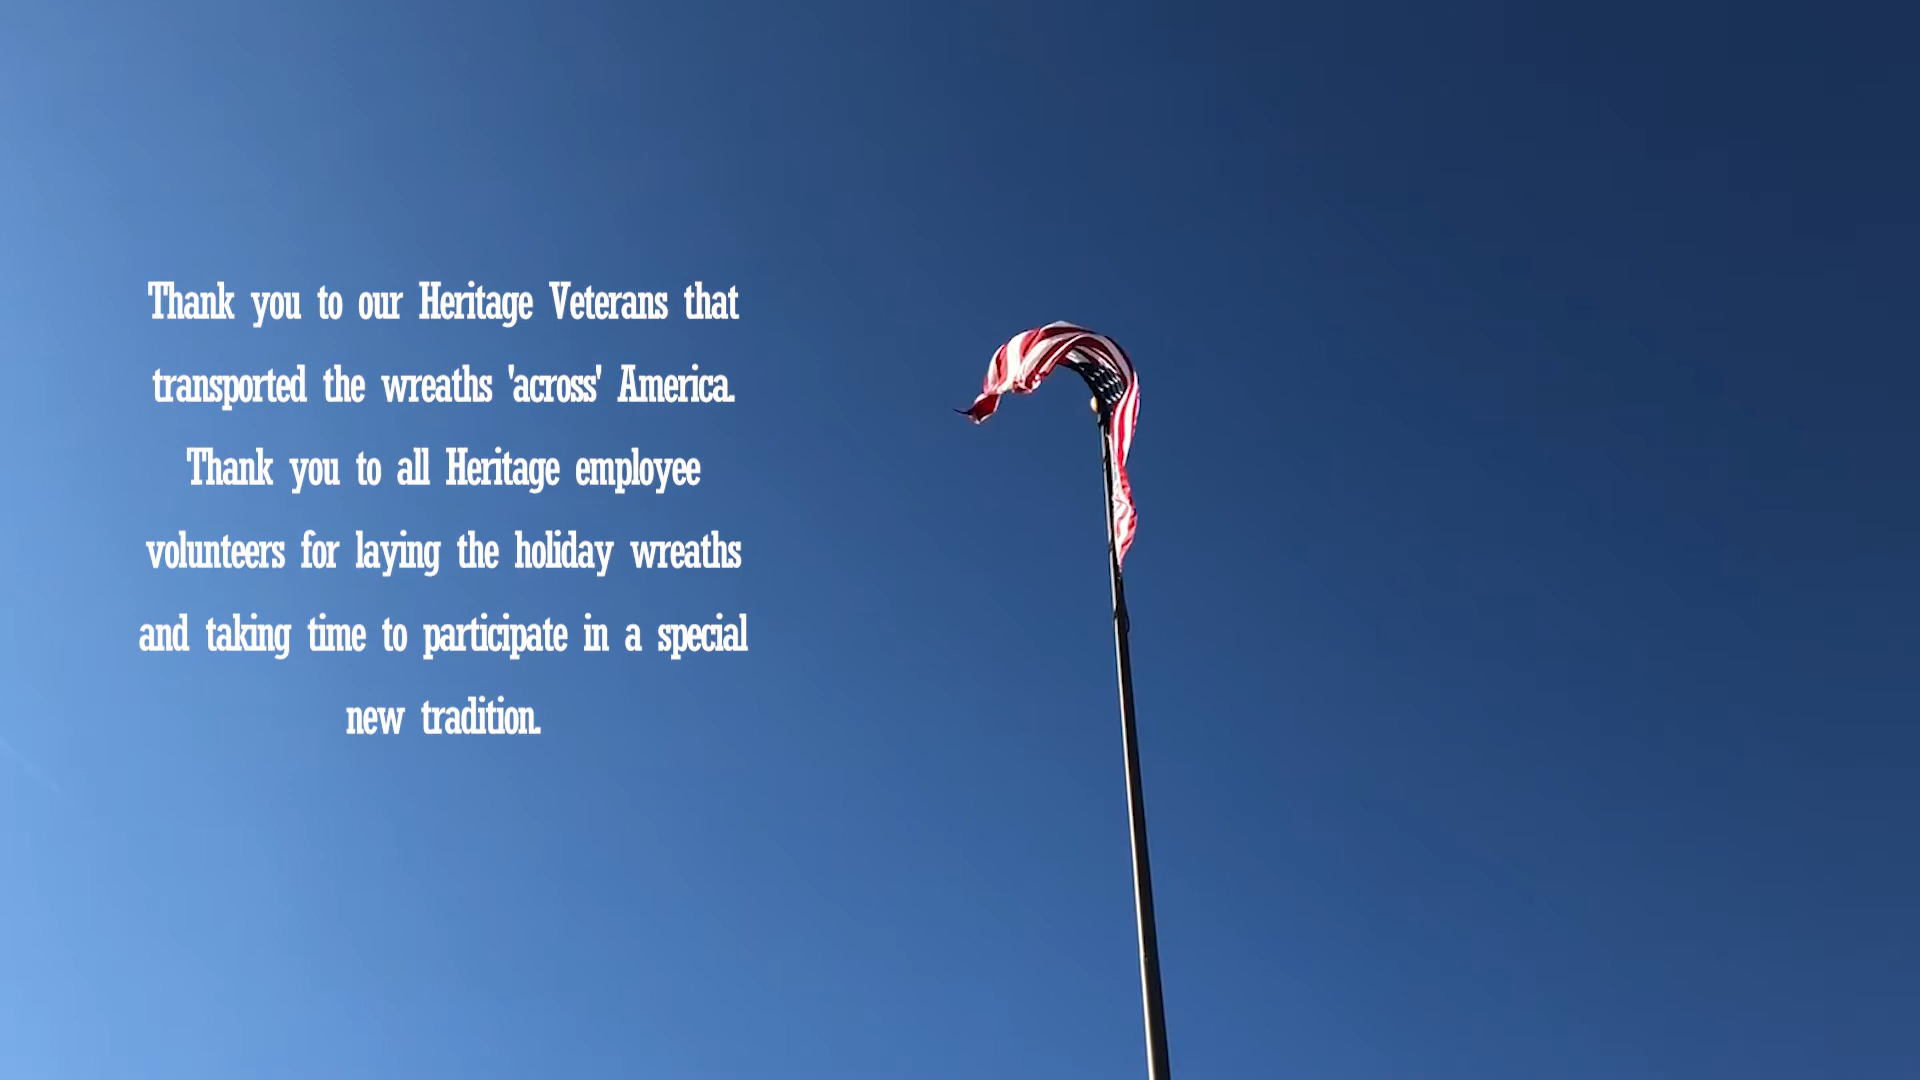 Thank you to our Heritage Veterans that
transported the wreaths 'across' America.
Thank you to all Heritage employee
volunteers for laying the holiday wreaths
and taking time to participate in a special
new tradition.